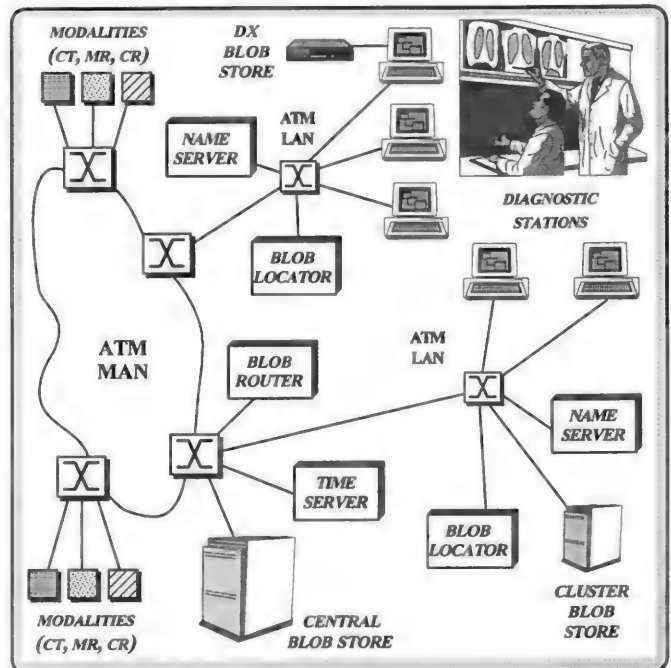 MODALITIES
(CT, MR, CR)
DX
BLOB
STORE
ATM
LAN
NAME
SERVER
BLOB
LOCATOR
DIAGNOSTIC
STATIONS
ATM
MAN
BLOB
ROUTER
ATM
LAN
NAME
SERVER
TIME
SERVER
BLOB
LOCATOR
CLUSTER
BLOB
STORE
MODALITIES
(CT, MR, CR)
CENTRAL
BLOB STORE